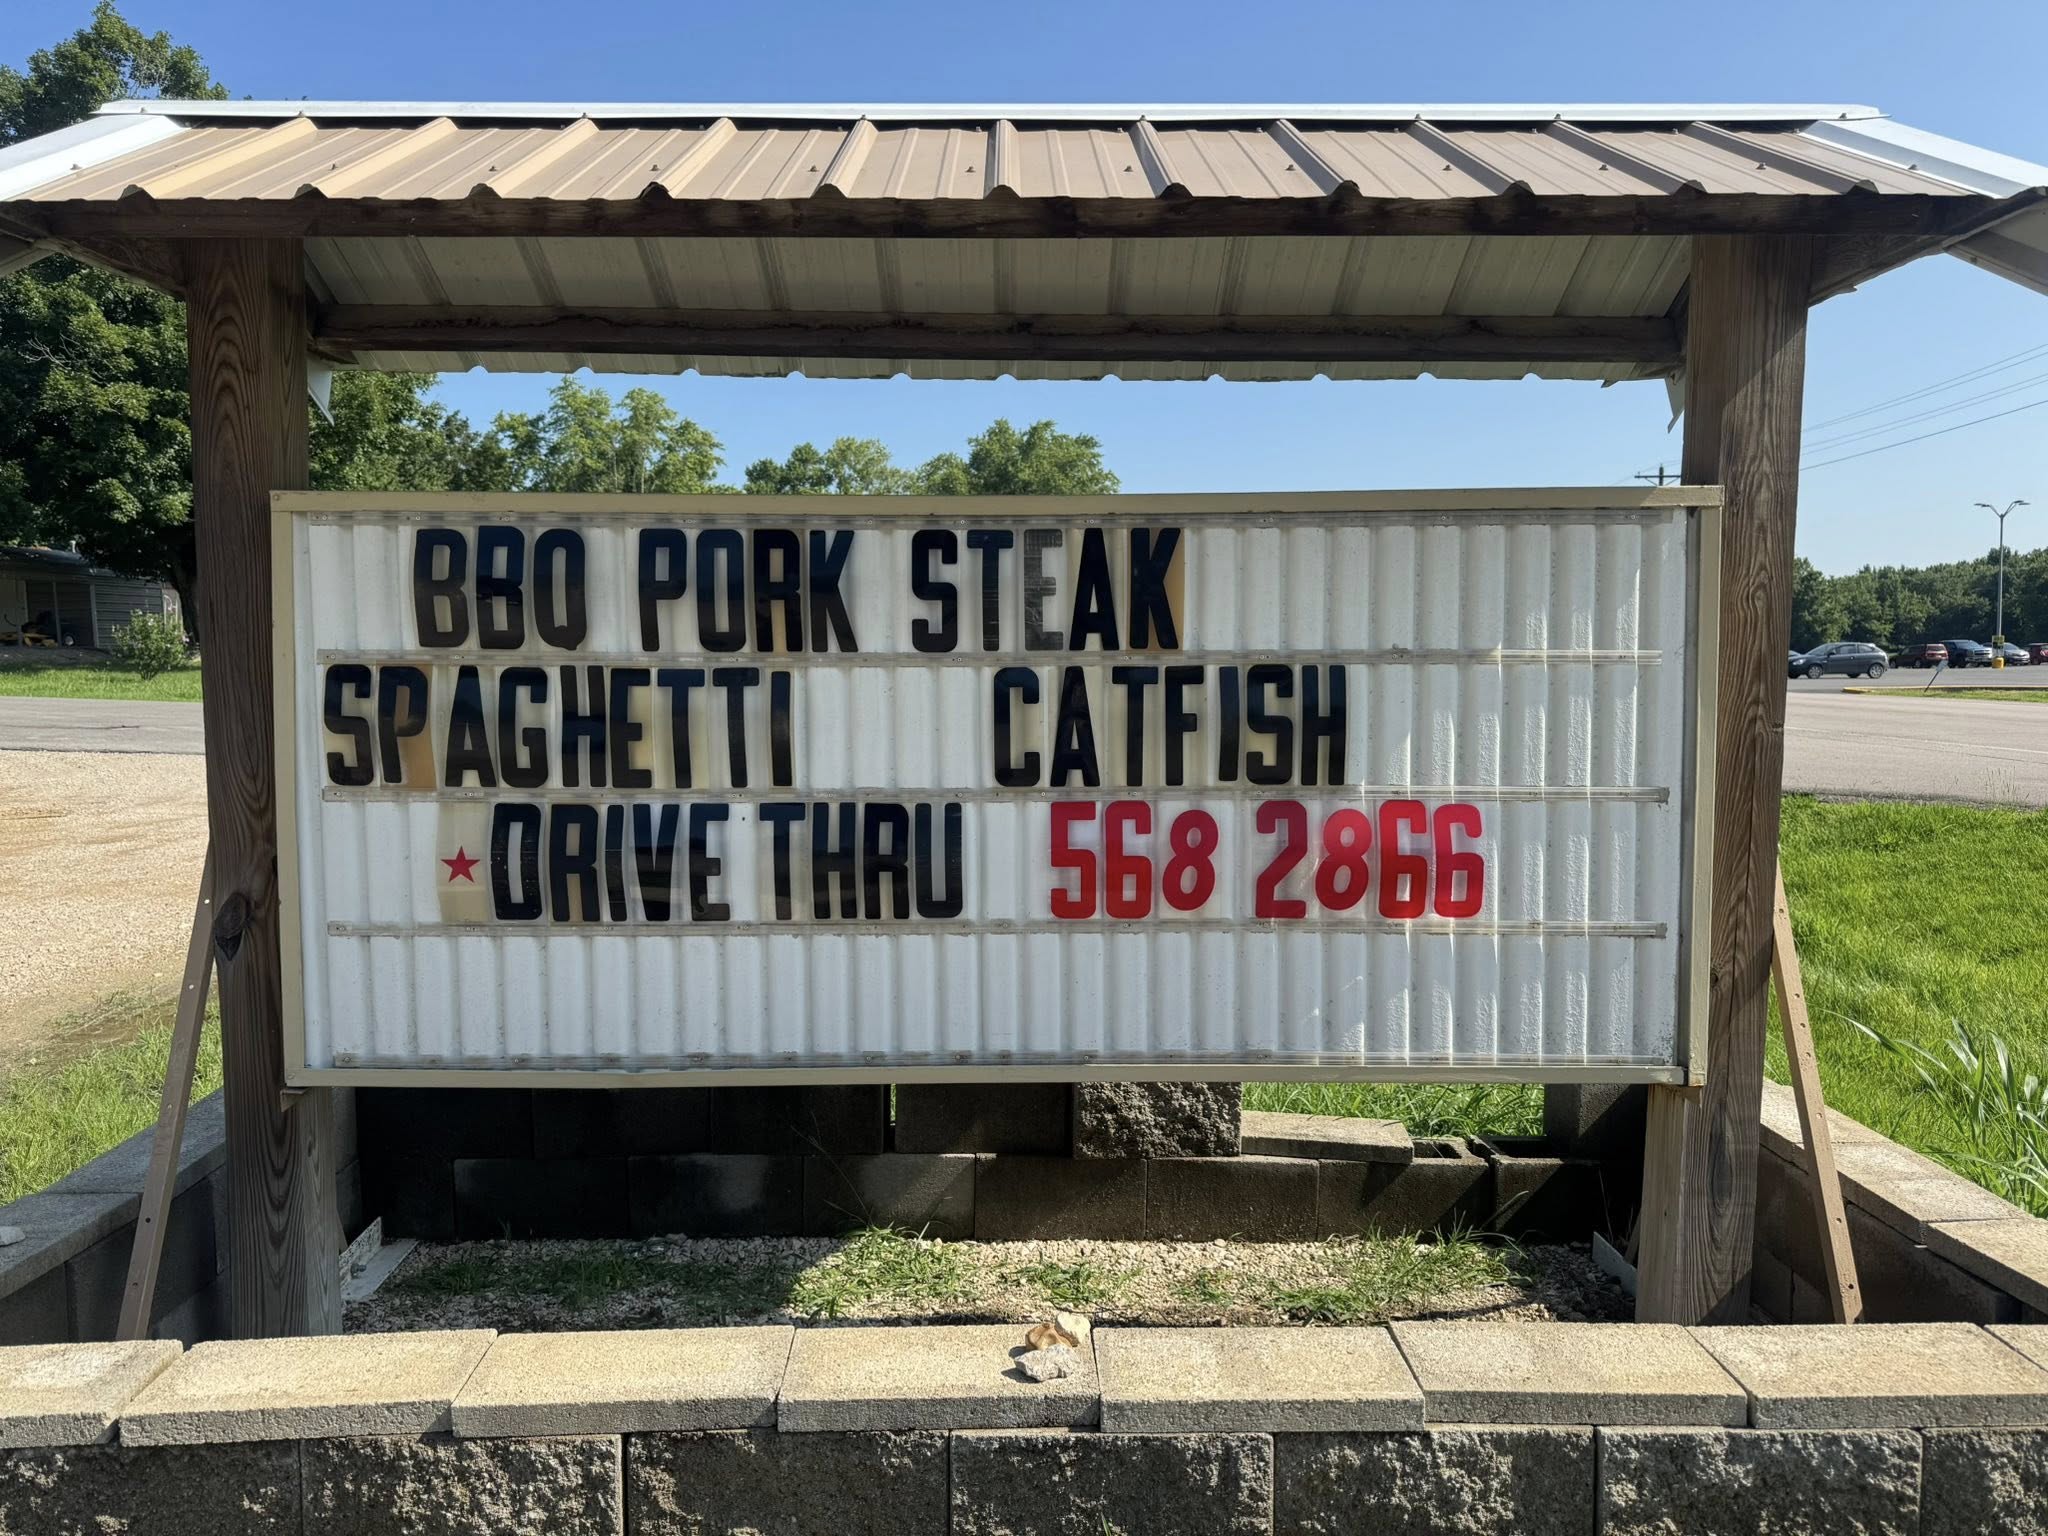 BBQ PORK STEAK
SPAGHETTI CATFISH
★DRIVE THRU 568 2866